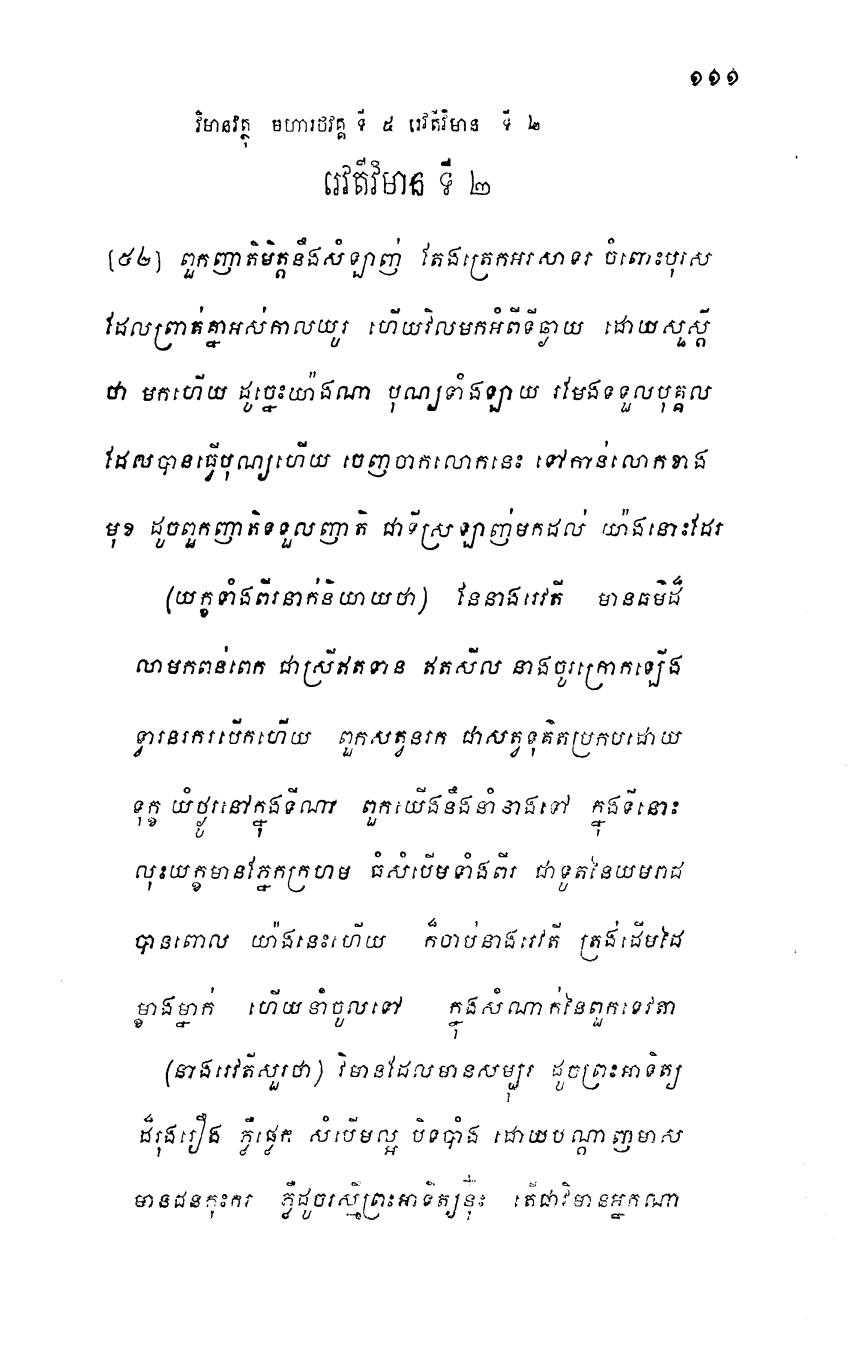 ១១១
វិមានវត្ថុ មហារថវគ្គ ទី ៥ រេវតីវិមាន ទី ២
រេវតីវិមាន ទី ២
[៥២] ពួកញាតិមិត្តនឹងសំឡាញ់ តែងត្រេកអរសាទរ ចំពោះបុរស
ដែលព្រាត់គ្នាអស់កាលយូរ ហើយវិលមកអំពីទីឆ្ងាយ ដោយសួស្តី
ថា មកហើយ ដូច្នេះយ៉ាងណា បុណ្យទាំងឡាយ រមែងទទួលបុគ្គល
ដែលបានធ្វើបុណ្យហើយ ចេញចាកលោកនេះ ទៅកាន់លោកខាង
មុខ ដូចពួកញាតិទទួលញាតិ ជាទីស្រឡាញ់មកដល់ យ៉ាងនោះដែរ
(យក្ខទាំងពីរនាក់និយាយថា) នែនាងរេវតី មានធម៌ដ៏
លាមកពន់ពេក ជាស្រីឥតទាន ឥតសីល នាងចូរក្រោកឡើង
ទ្វារនរកបើកហើយ ពួកសត្វនរក ជាសត្វទុគ៌តប្រកបដោយ
ទុក្ខ យំថ្ងូរនៅក្នុងទីណា ពួកយើងនឹងនាំនាងទៅ ក្នុងទីនោះ
លុះយក្ខមានភ្នែកក្រហម ធំសំបើមទាំងពីរ ជាទូតនៃយមរាជ
បានពោល យ៉ាងនេះហើយ ក៏ចាប់នាងរេវតី ត្រង់ដើមដៃ
ម្ខាងម្នាក់ ហើយនាំចូលទៅ ក្នុងសំណាក់នៃពួកទេវតា
(នាងរេវតីសួរថា) វិមានដែលមានសម្បុរ ដូចព្រះអាទិត្យ
ដ៏រុងរឿង ភ្លឺផ្លេក សំបើមល្អ បិទបាំង ដោយបណ្តាញមាស
មានជនកុះករ ភ្លឺដូចរស្មីព្រះអាទិត្យនុ៎ះ តើជាវិមានអ្នកណា